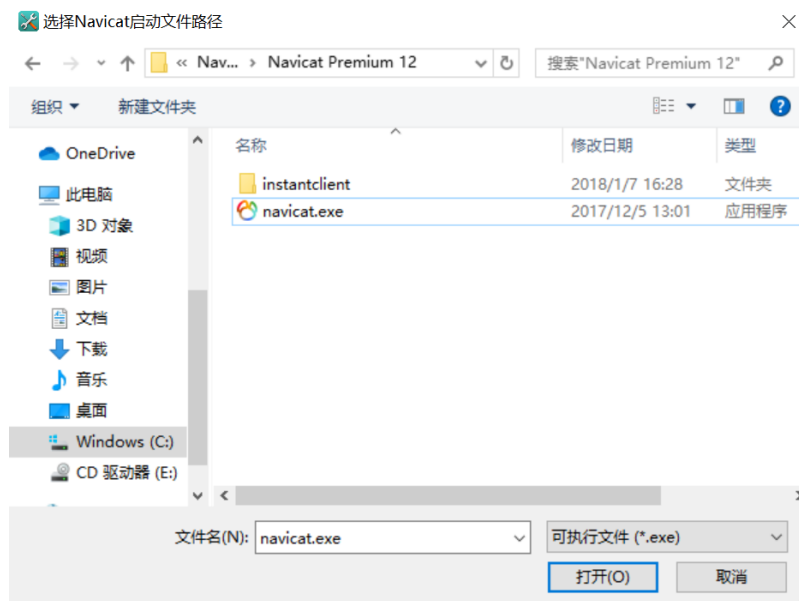 选择Navicat启动文件路径
« Nav... › Navicat Premium 12
搜索"Navicat Premium 12"
组织 新建文件夹
名称 修改日期 类型
OneDrive
此电脑
3D 对象
视频
图片
文档
下载
音乐
桌面
Windows (C:)
CD 驱动器 (E:)
instantclient 2018/1/7 16:28 文件夹
navicat.exe 2017/12/5 13:01 应用程序
文件名(N): navicat.exe 可执行文件 (*.exe)
打开(O) 取消